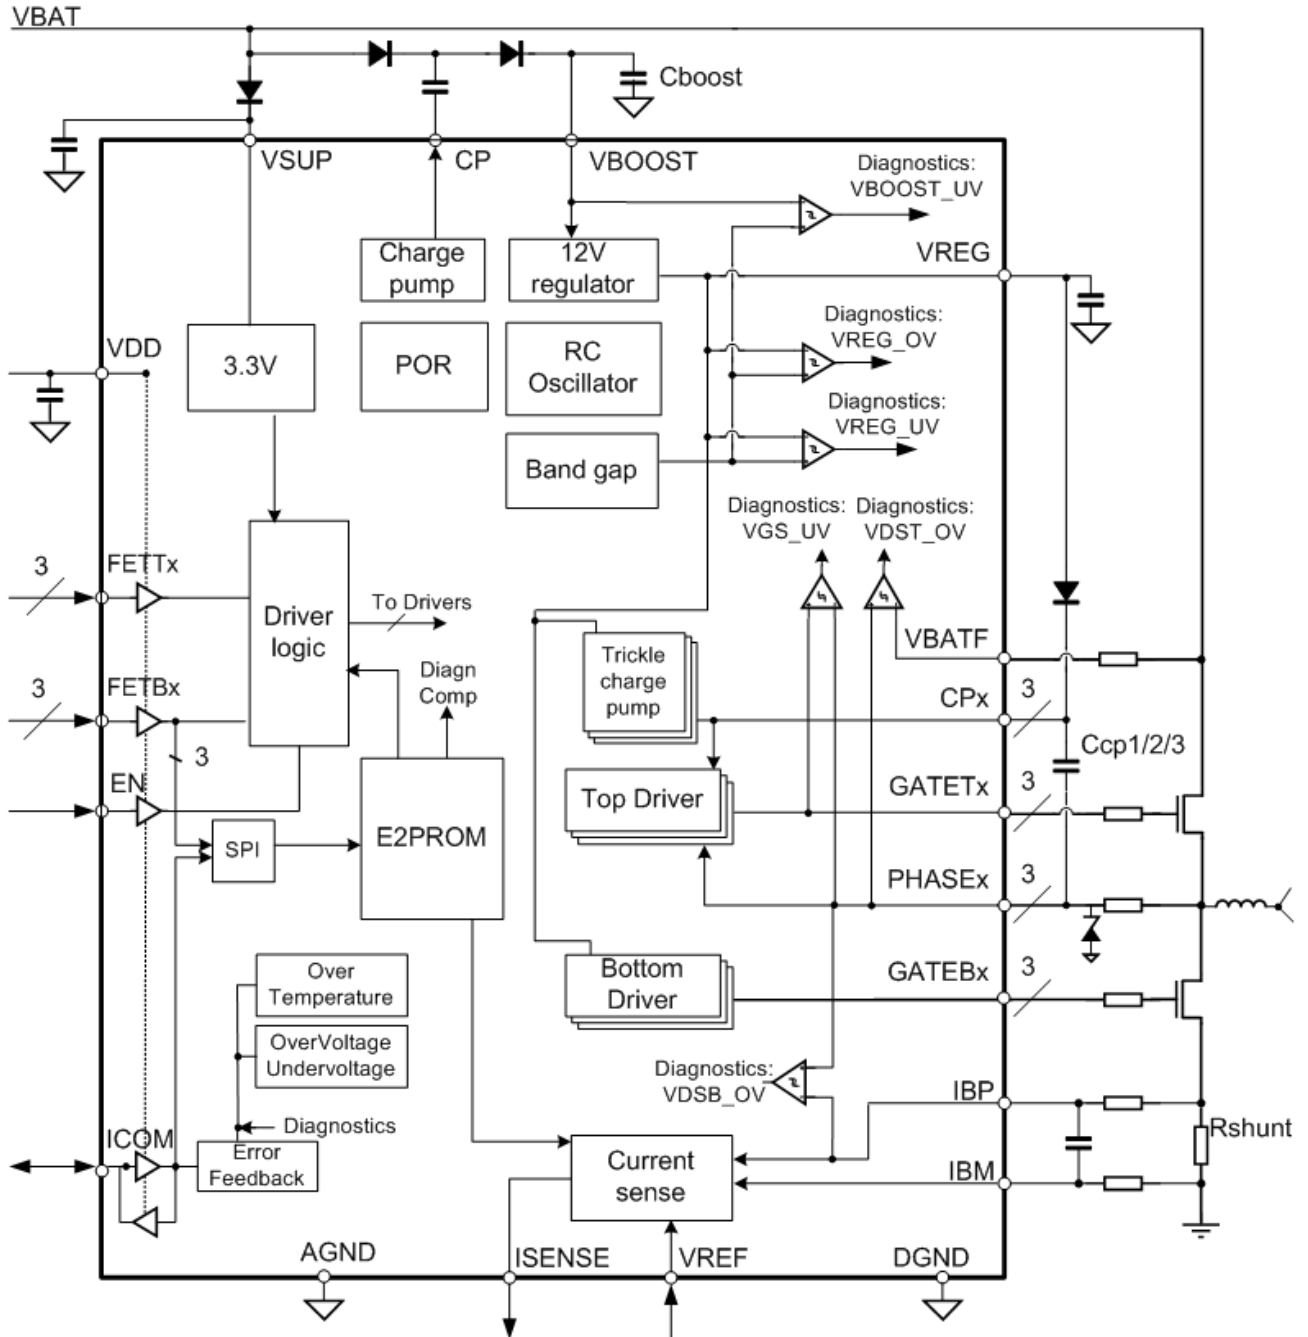 VBAT
Cboost
VSUP
CP
VBOOST
Diagnostics:
VBOOST_UV
Charge
pump
12V
regulator
VREG
Diagnostics:
VREG_OV
VDD
3.3V
POR
RC
Oscillator
Diagnostics:
VREG_UV
Band gap
Diagnostics:
VGS_UV
Diagnostics:
VDST_OV
3
FETTx
Driver
logic
To Drivers
VBATF
Trickle
charge
pump
3
FETBx
Diagn
Comp
CPx
3
3
Ccp1/2/3
EN
Top Driver
GATETx
3
SPI
E2PROM
PHASEx
3
Over
Temperature
Bottom
Driver
GATEBx
3
OverVoltage
Undervoltage
Diagnostics:
VDSB_OV
IBP
Diagnostics
Rshunt
ICOM
Error
Feedback
Current
sense
IBM
AGND
ISENSE
VREF
DGND